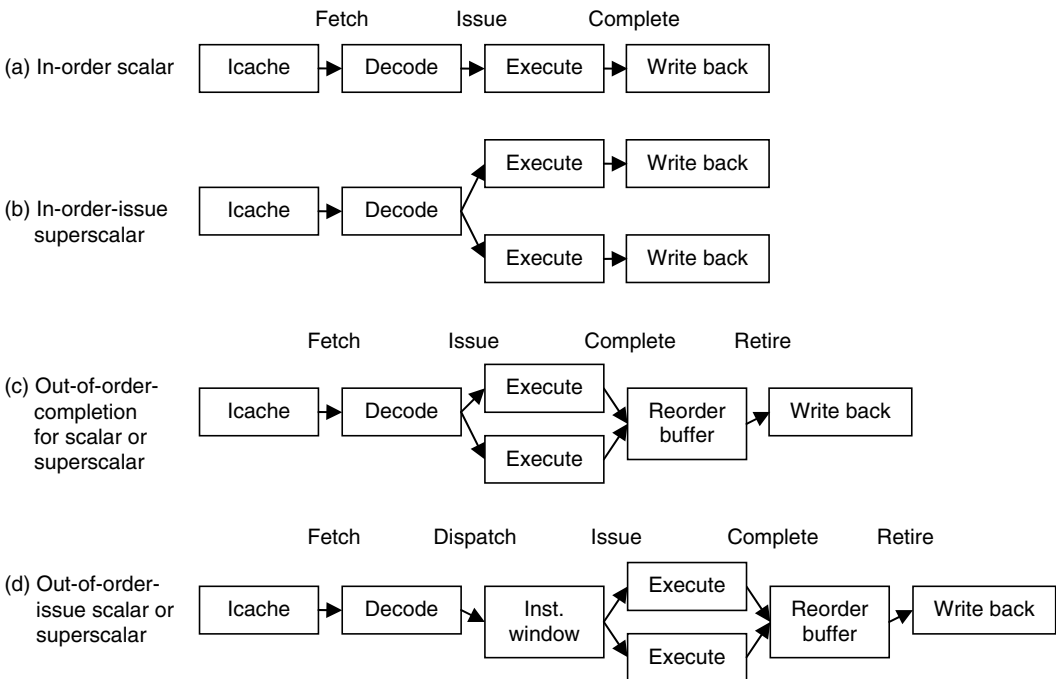 Fetch Issue Complete
(a) In-order scalar Icache Decode Execute Write back
Execute Write back
(b) In-order-issue
superscalar
Icache Decode
Execute Write back
Fetch Issue Complete Retire
(c) Out-of-order-
completion
for scalar or
superscalar
Icache Decode
Execute
Execute
Reorder
buffer
Write back
Fetch Dispatch Issue Complete Retire
(d) Out-of-order-
issue scalar or
superscalar
Icache Decode
Inst.
window
Execute
Execute
Reorder
buffer
Write back